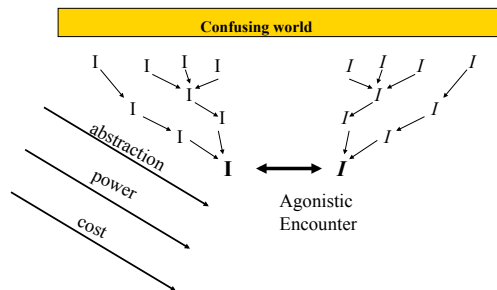 Confusing world
I I I I I I I I
I I
I I I I
I I
I I
abstraction
power
cost
Agonistic
Encounter